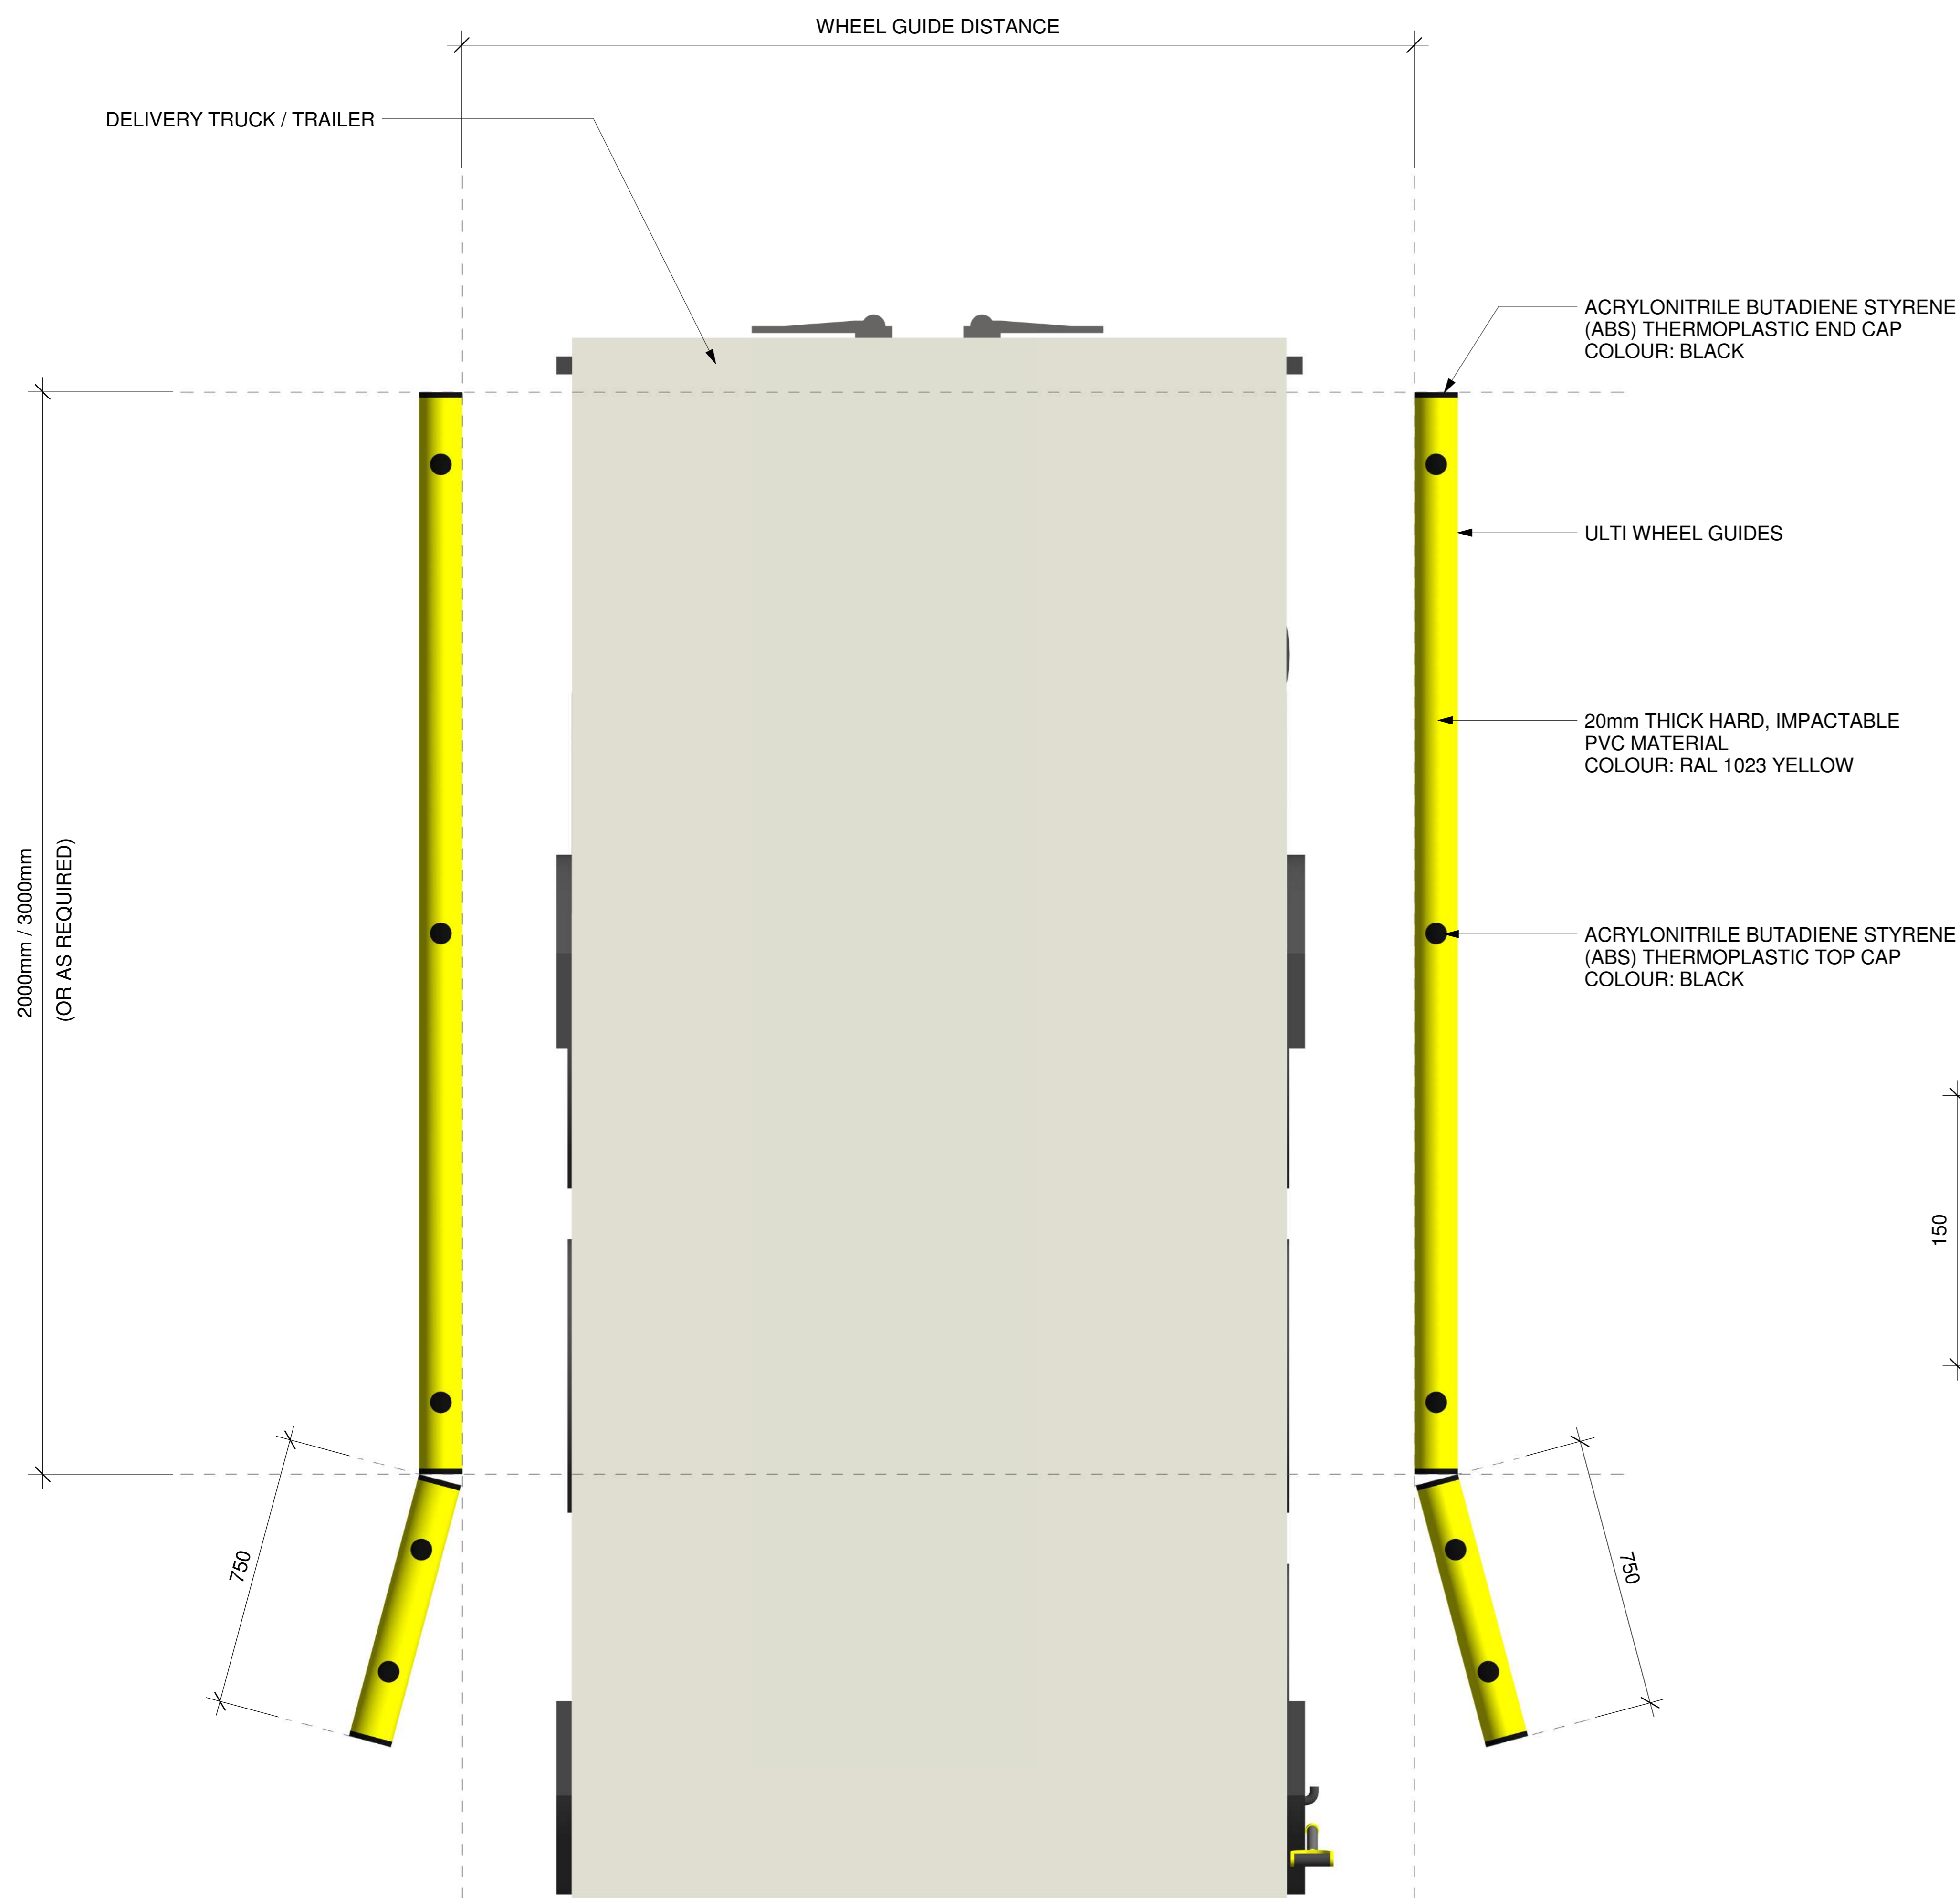 WHEEL GUIDE DISTANCE
DELIVERY TRUCK / TRAILER
ACRYLONITRILE BUTADIENE STYRENE
(ABS) THERMOPLASTIC END CAP
COLOUR: BLACK
ULTI WHEEL GUIDES
20mm THICK HARD, IMPACTABLE
PVC MATERIAL
COLOUR: RAL 1023 YELLOW
2000mm / 3000mm
(OR AS REQUIRED)
ACRYLONITRILE BUTADIENE STYRENE
(ABS) THERMOPLASTIC TOP CAP
COLOUR: BLACK
150
750
750